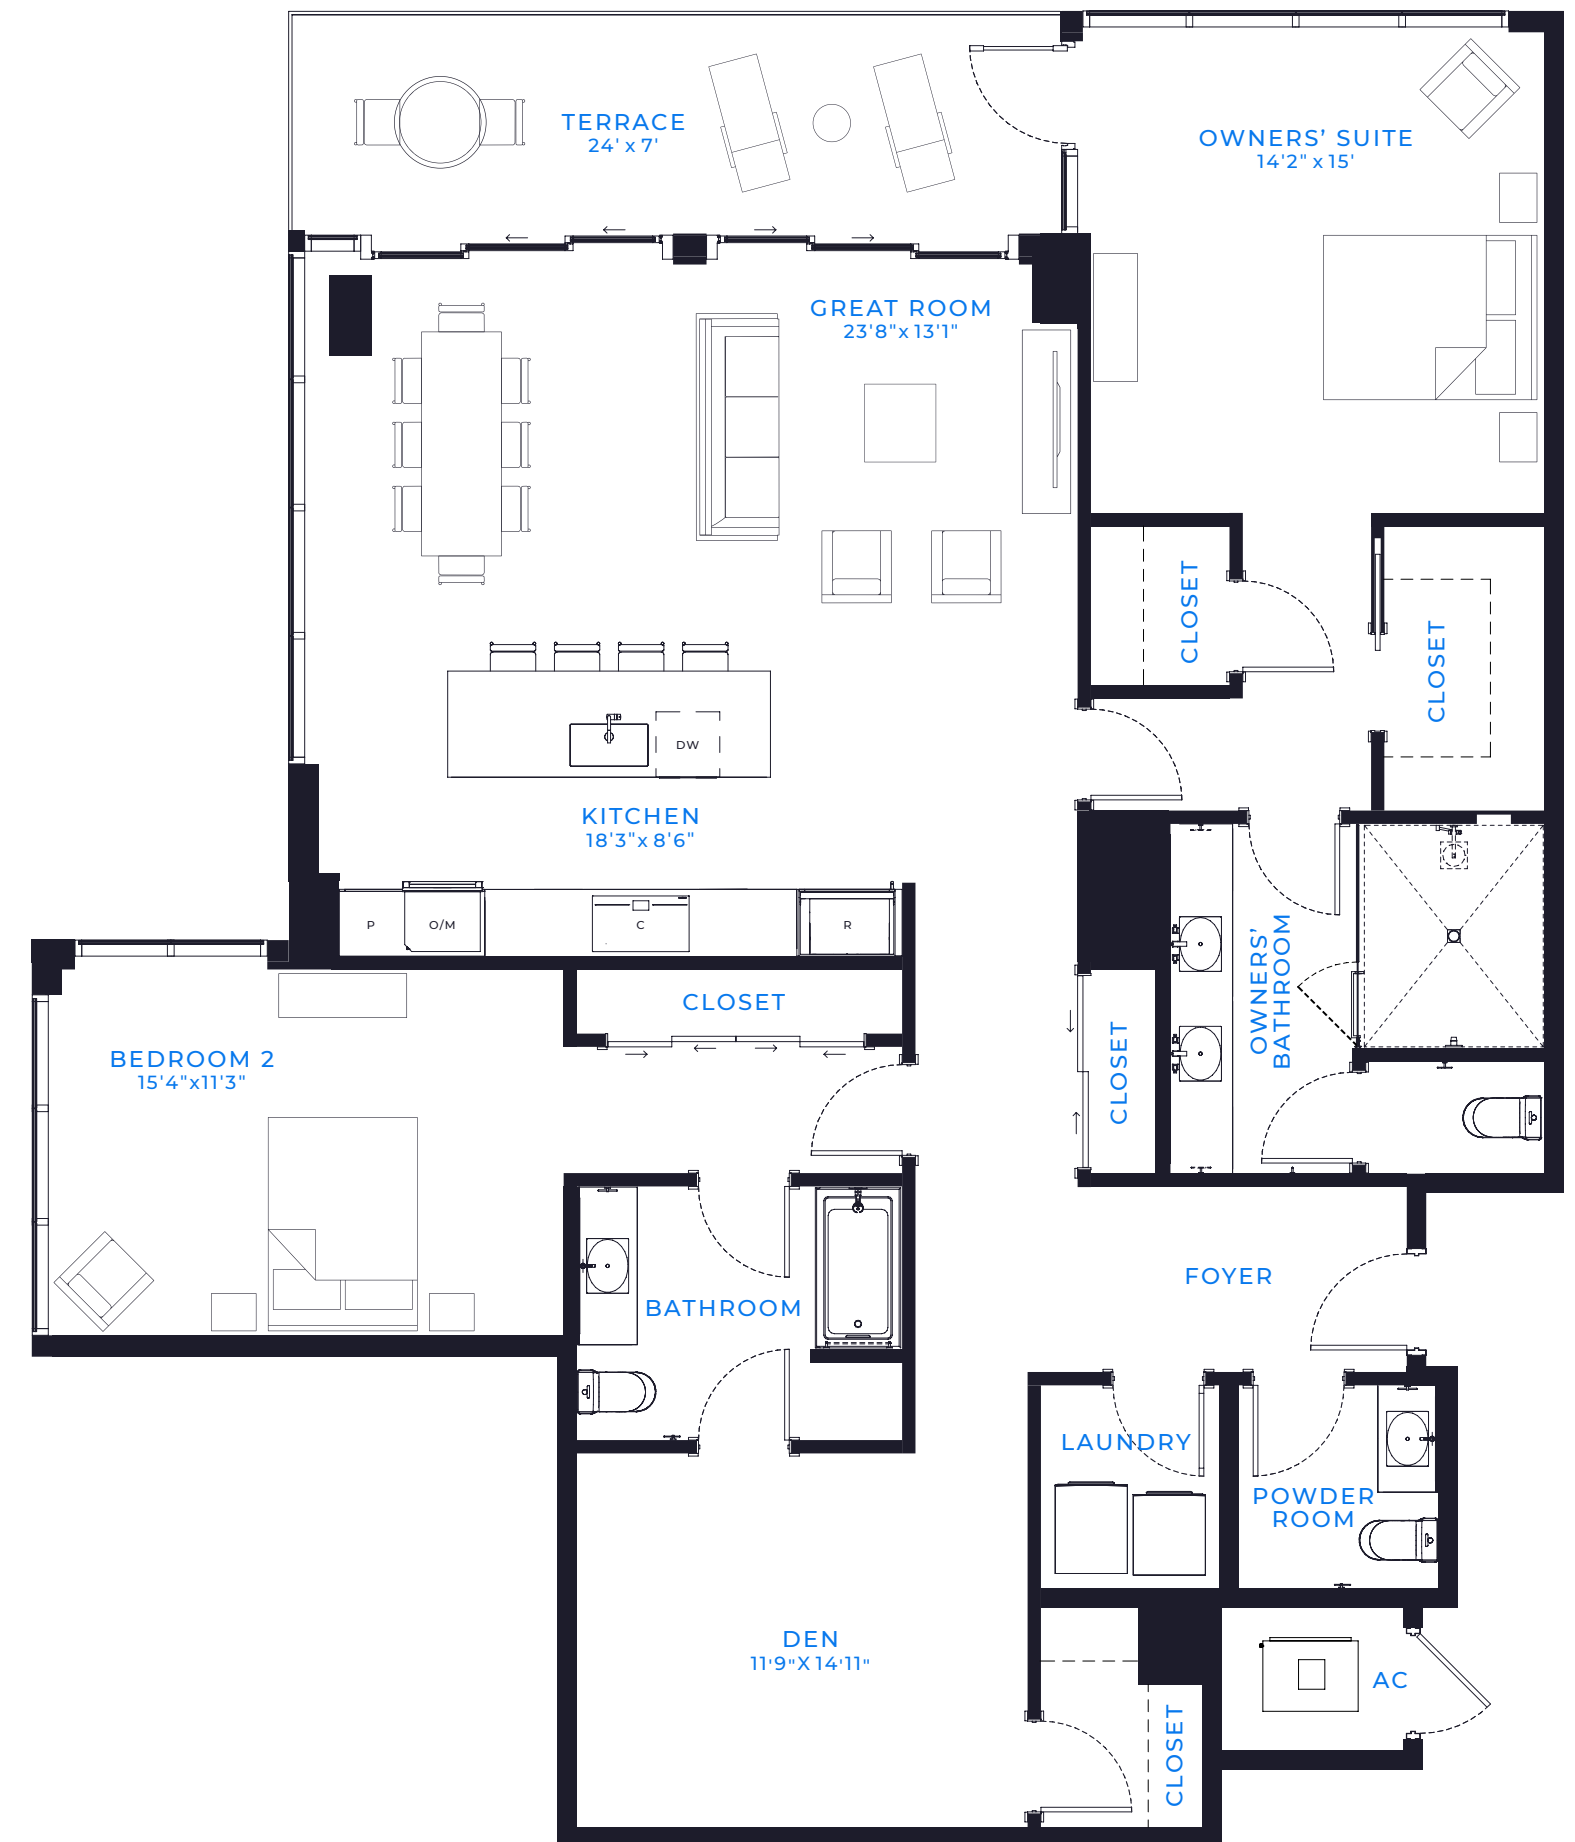 TERRACE
24' x 7'
OWNERS’ SUITE
14'2" x 15'
GREAT ROOM
23'8"x 13'1"
CLOSET
CLOSET
DW
KITCHEN
18'3"x 8'6"
P
O/M
C
R
CLOSET
OWNERS’
BATHROOM
BEDROOM 2
15'4"x11'3"
CLOSET
FOYER
BATHROOM
LAUNDRY
POWDER
ROOM
DEN
11'9"X 14'11"
AC
CLOSET